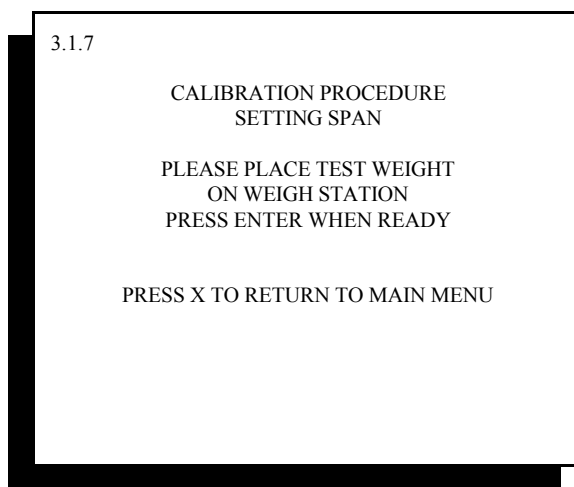 3.1.7
CALIBRATION PROCEDURE
SETTING SPAN
PLEASE PLACE TEST WEIGHT
ON WEIGH STATION
PRESS ENTER WHEN READY
PRESS X TO RETURN TO MAIN MENU